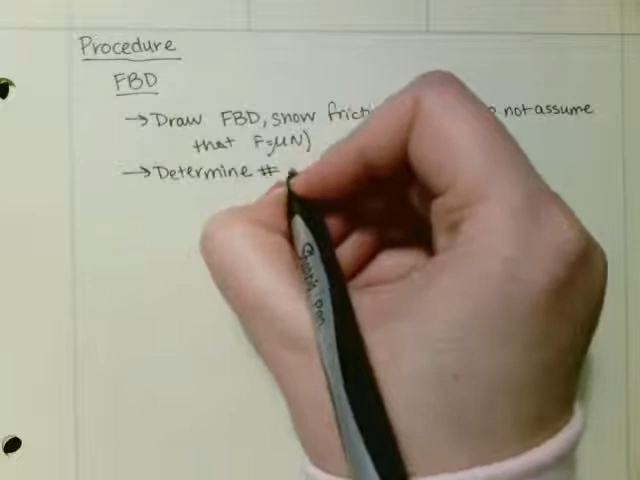 Procedure
FBD
→ Draw FBD, show fricti not assume
that F=μN)
→ Determine #